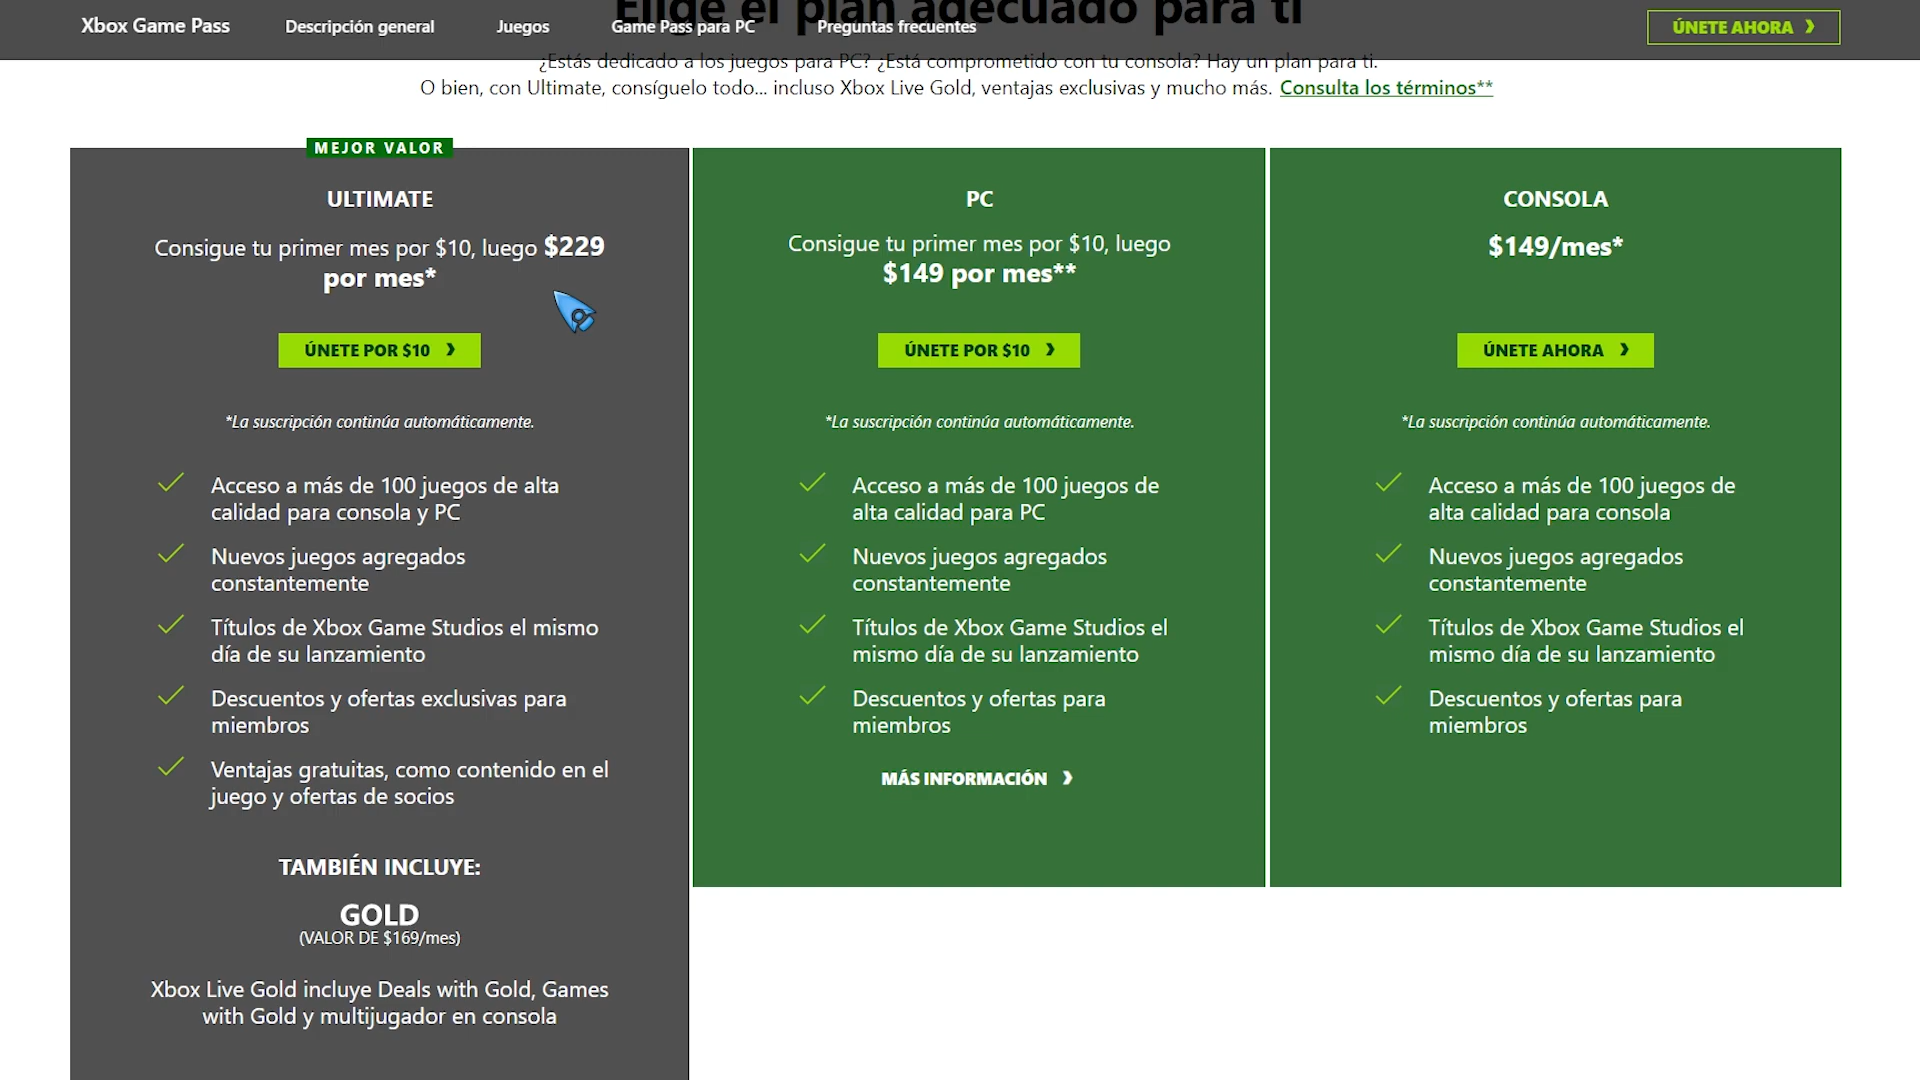 Elige el plan adecuado para ti
Xbox Game Pass
Descripción general
Juegos
Game Pass para PC
Preguntas frecuentes
ÚNETE AHORA
¿Estás dedicado a los juegos para PC? ¿Está comprometido con tu consola? Hay un plan para ti.
O bien, con Ultimate, consíguelo todo... incluso Xbox Live Gold, ventajas exclusivas y mucho más. Consulta los términos**
MEJOR VALOR
ULTIMATE
Consigue tu primer mes por $10, luego $229
por mes*
ÚNETE POR $10
*La suscripción continúa automáticamente.
Acceso a más de 100 juegos de alta
calidad para consola y PC
Nuevos juegos agregados
constantemente
Títulos de Xbox Game Studios el mismo
día de su lanzamiento
Descuentos y ofertas exclusivas para
miembros
Ventajas gratuitas, como contenido en el
juego y ofertas de socios
TAMBIÉN INCLUYE:
GOLD
(VALOR DE $169/mes)
Xbox Live Gold incluye Deals with Gold, Games
with Gold y multijugador en consola
PC
Consigue tu primer mes por $10, luego
$149 por mes**
ÚNETE POR $10
*La suscripción continúa automáticamente.
Acceso a más de 100 juegos de
alta calidad para PC
Nuevos juegos agregados
constantemente
Títulos de Xbox Game Studios el
mismo día de su lanzamiento
Descuentos y ofertas para
miembros
MÁS INFORMACIÓN
CONSOLA
$149/mes*
ÚNETE AHORA
*La suscripción continúa automáticamente.
Acceso a más de 100 juegos de
alta calidad para consola
Nuevos juegos agregados
constantemente
Títulos de Xbox Game Studios el
mismo día de su lanzamiento
Descuentos y ofertas para
miembros